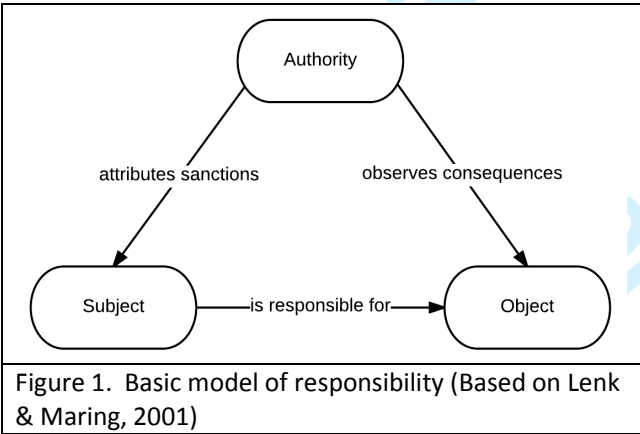 Authority
attributes sanctions
observes consequences
Subject
is responsible for
Object
Figure 1.  Basic model of responsibility (Based on Lenk
& Maring, 2001)